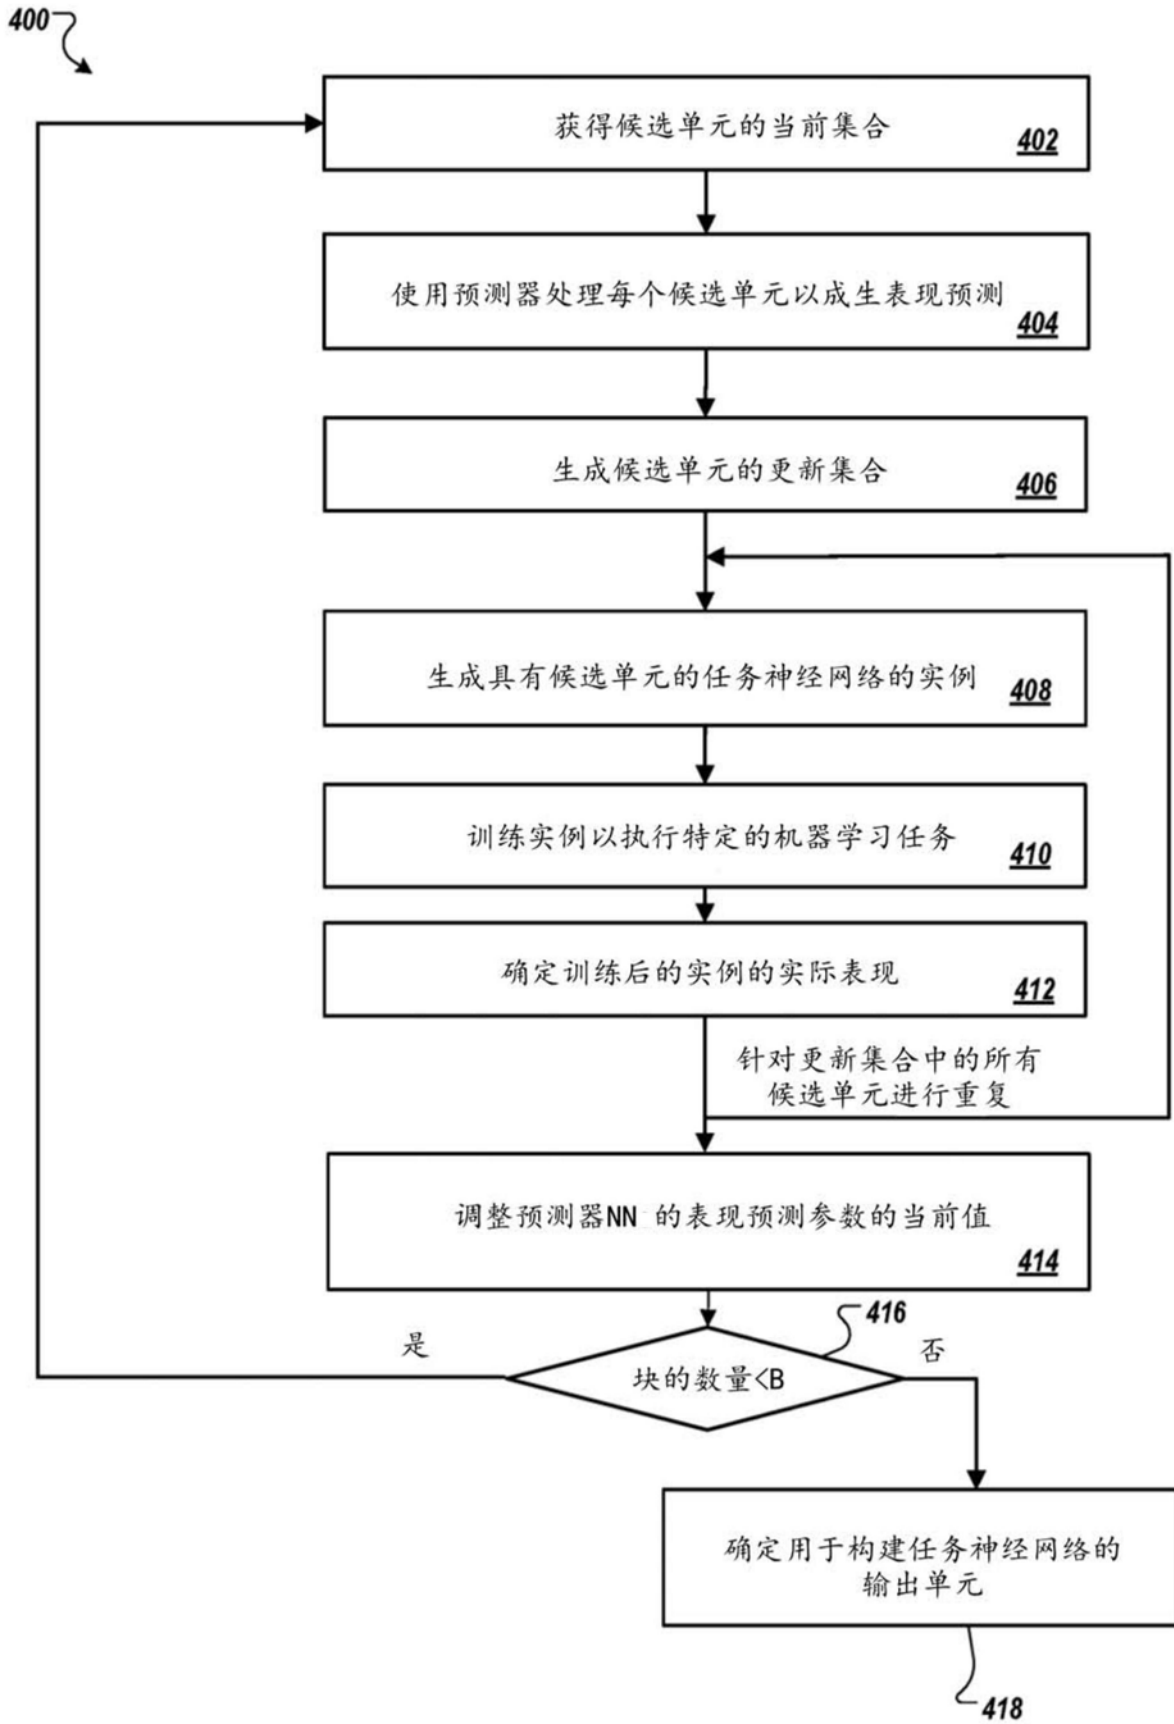 400
获得候选单元的当前集合
402
使用预测器处理每个候选单元以成生表现预测
404
生成候选单元的更新集合
406
生成具有候选单元的任务神经网络的实例
408
训练实例以执行特定的机器学习任务
410
确定训练后的实例的实际表现
412
针对更新集合中的所有
候选单元进行重复
调整预测器NN 的表现预测参数的当前值
414
416
是
否
块的数量<B
确定用于构建任务神经网络的
输出单元
418